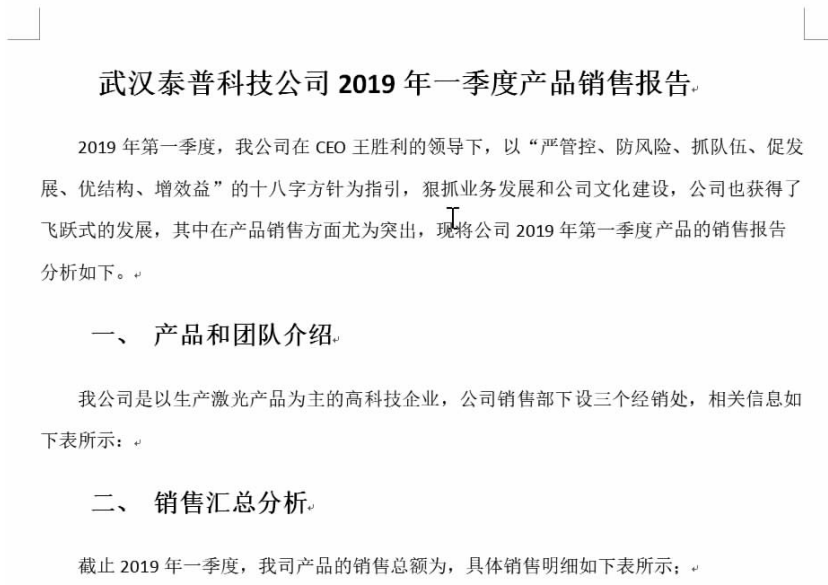 武汉泰普科技公司 2019 年一季度产品销售报告
2019 年第一季度，我公司在 CEO 王胜利的领导下，以“严管控、防风险、抓队伍、促发
展、优结构、增效益”的十八字方针为指引，狠抓业务发展和公司文化建设，公司也获得了
飞跃式的发展，其中在产品销售方面尤为突出，现将公司 2019 年第一季度产品的销售报告
分析如下。
一、 产品和团队介绍
我公司是以生产激光产品为主的高科技企业，公司销售部下设三个经销处，相关信息如
下表所示：
二、 销售汇总分析
截止 2019 年一季度，我司产品的销售总额为，具体销售明细如下表所示；